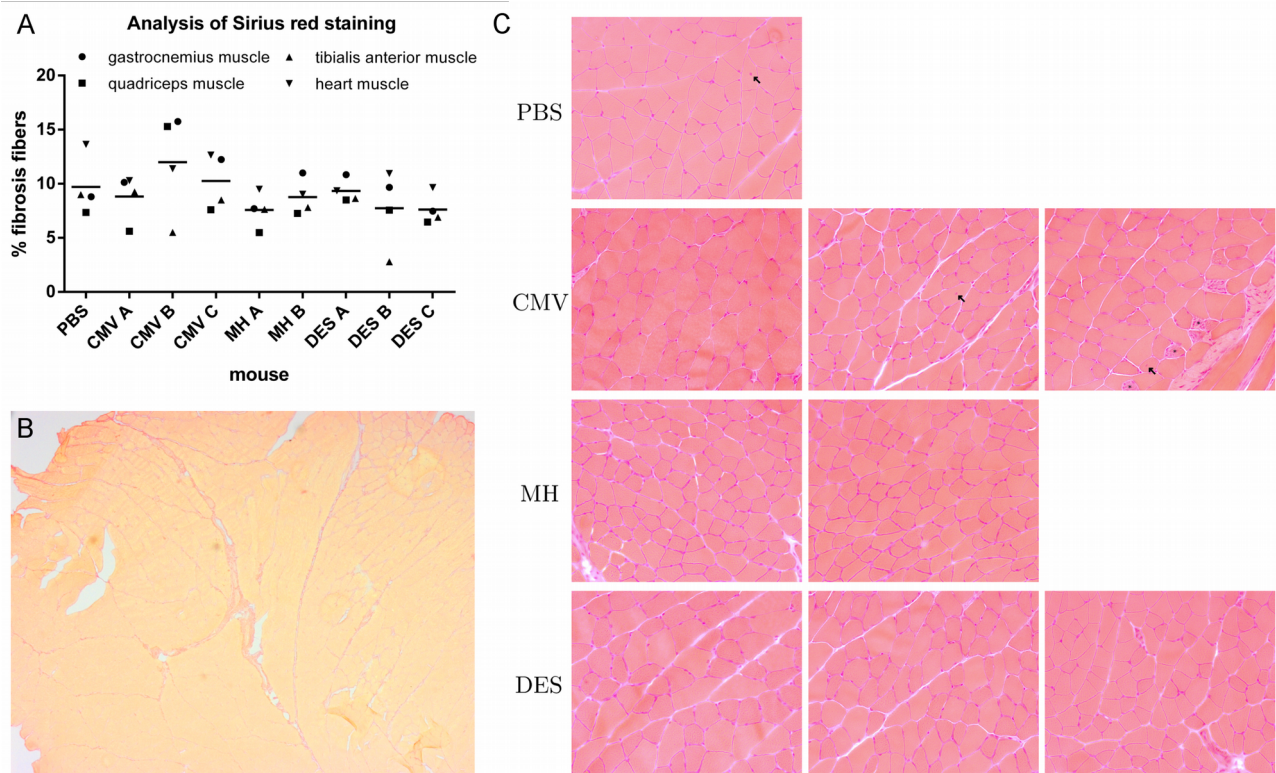 A
Analysis of Sirius red staining
gastrocnemius muscle
tibialis anterior muscle
quadriceps muscle
heart muscle
% fibrosis fibers
20
15
10
5
0
PBS
CMV A
CMV B
CMV C
MH A
MH B
DES A
DES B
DES C
mouse
B
C
PBS
CMV
MH
DES